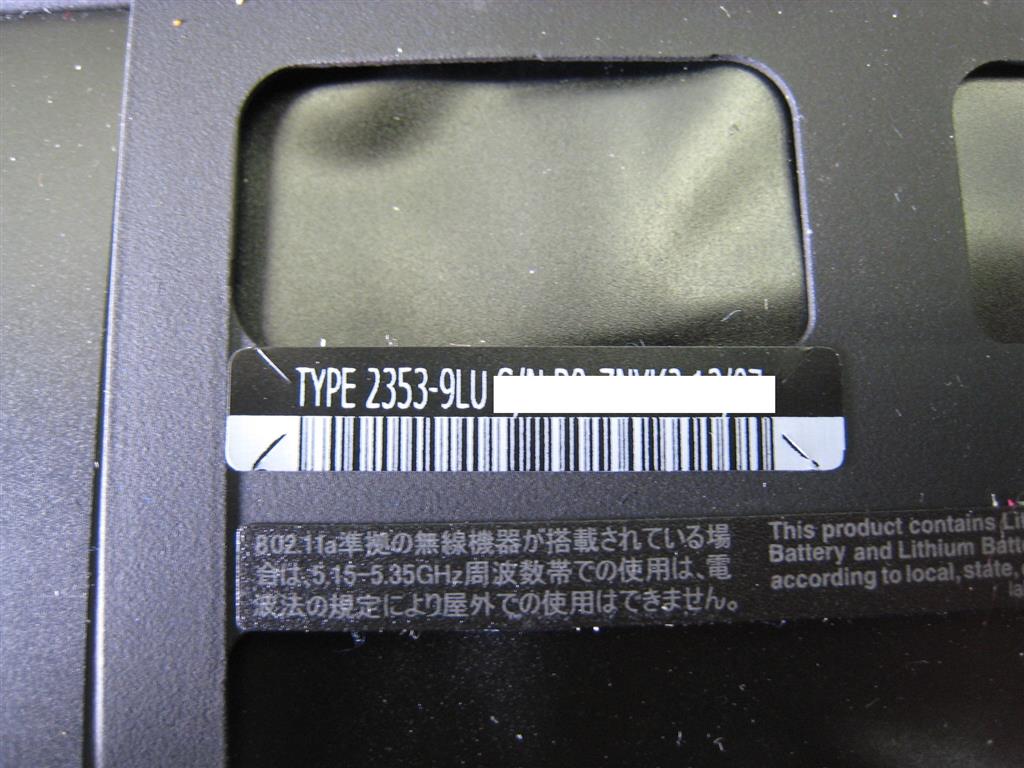 TYPE 2353-9LU
802.11a準拠の無線機器が搭載されている場
合は、5.15-5.35GHz周波数帯での使用は、電
波法の規定により屋外での使用はできません。
This product contains
Battery and Lithium
according to local, state,